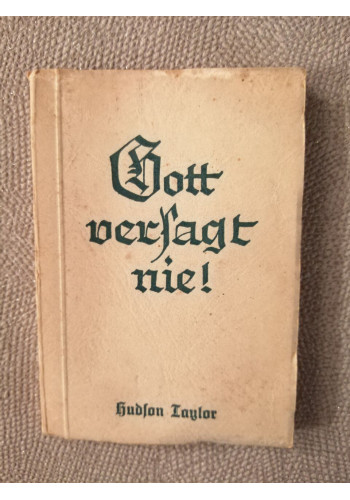 Gott
versagt
nie!
Hudson Taylor